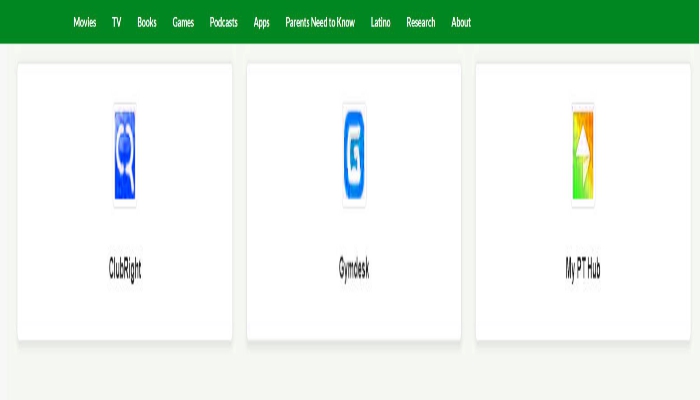 Movies TV Books Games Podcasts Apps Parents Need to Know Latino Research About
ClubRight Gymdesk My PT Hub